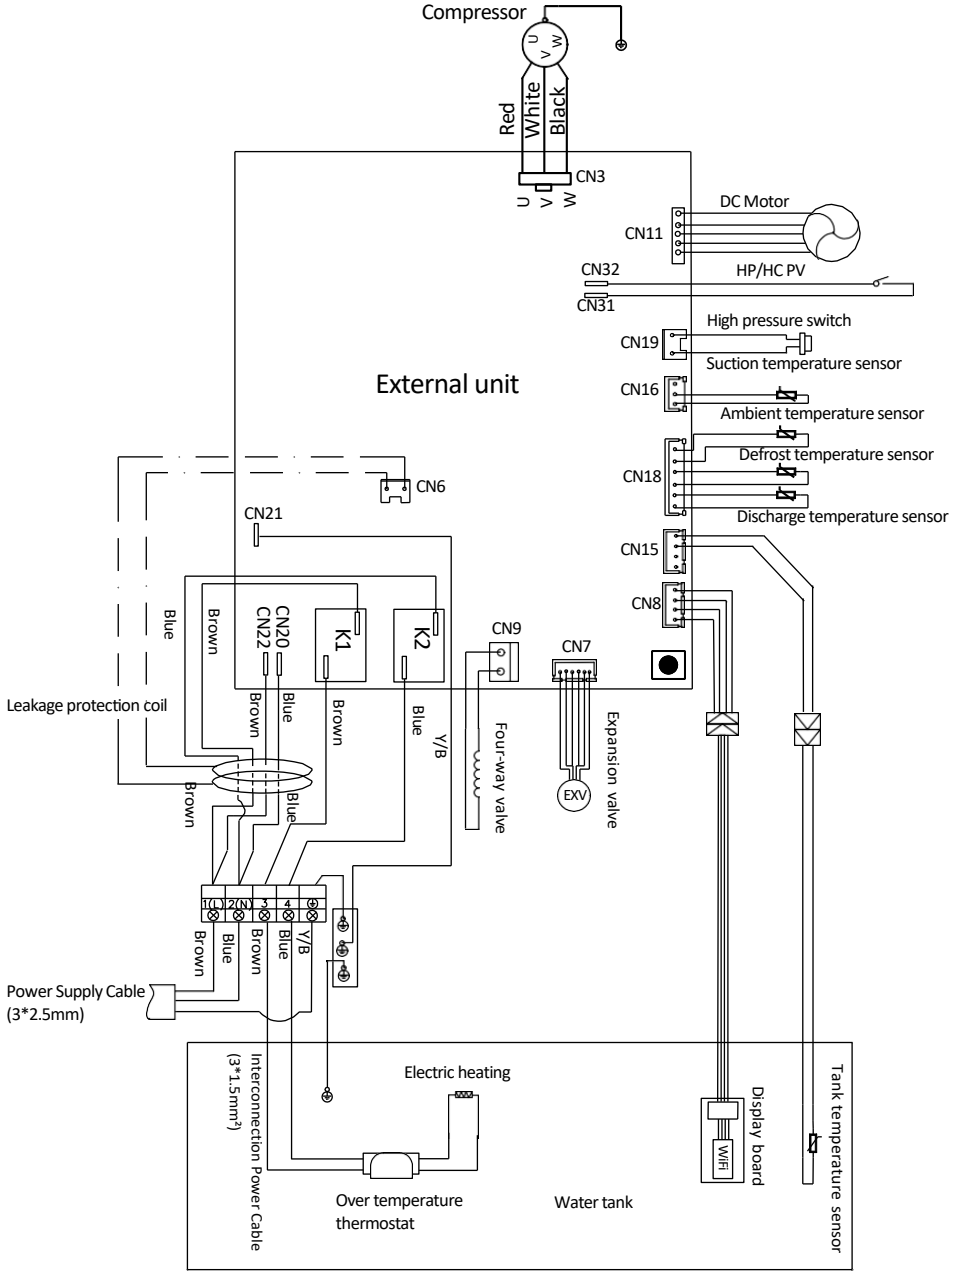 Compressor
U
V
W
Red
White
Black
CN3
U
V
W
DC Motor
CN11
CN32
HP/HC PV
CN31
High pressure switch
CN19
Suction temperature sensor
External unit
CN16
Ambient temperature sensor
Defrost temperature sensor
CN18
CN6
CN21
Discharge temperature sensor
CN15
CN8
Blue
Brown
CN22
CN20
K1
K2
CN9
CN7
Leakage protection coil
Brown
Blue
Brown
Blue
Y/B
Four-way valve
Expansion valve
EXV
Brown
Blue
1(L)
2(N)
3
4
Brown
Blue
Brown
Blue
Y/B
Power Supply Cable
(3*2.5mm)
Interconnection Power Cable
(3*1.5mm²)
Electric heating
Over temperature
thermostat
Water tank
WiFi
Display board
Tank temperature sensor